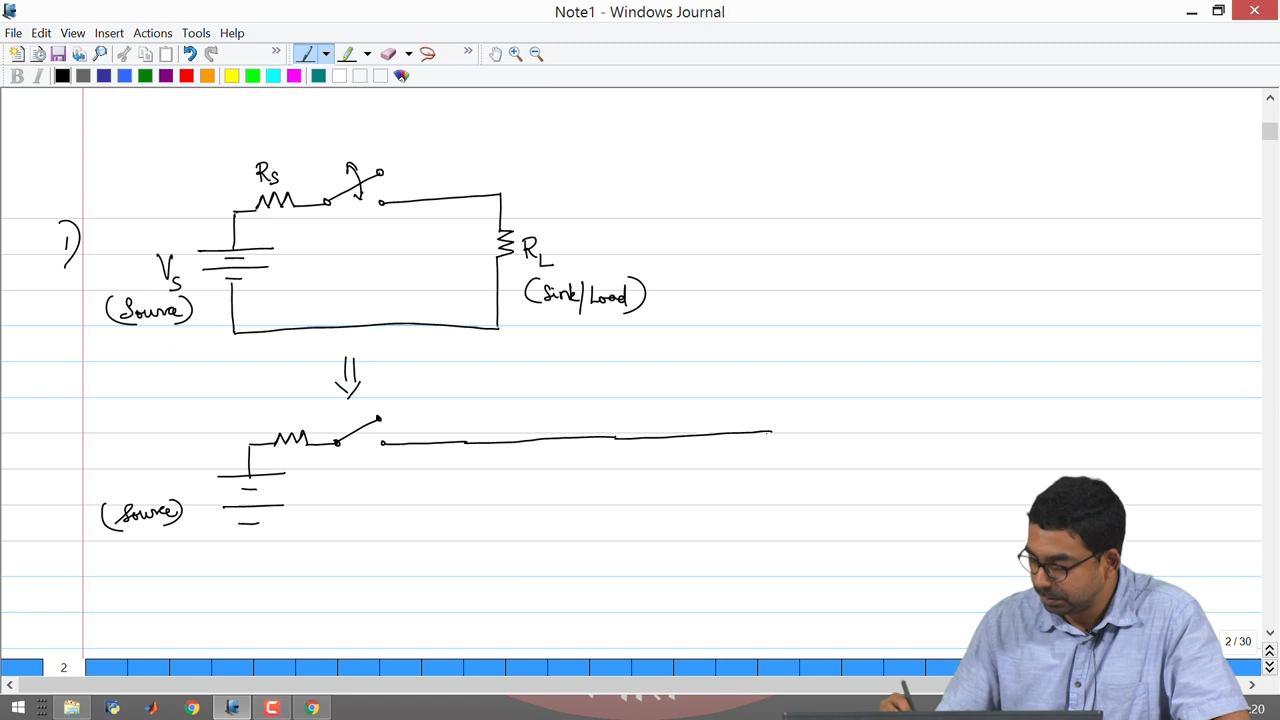 Note1 - Windows Journal
File Edit View Insert Actions Tools Help
B I
Rs
1)
Vs
(Source)
RL
(Sink/Load)
(Source)
2 / 30
2
20